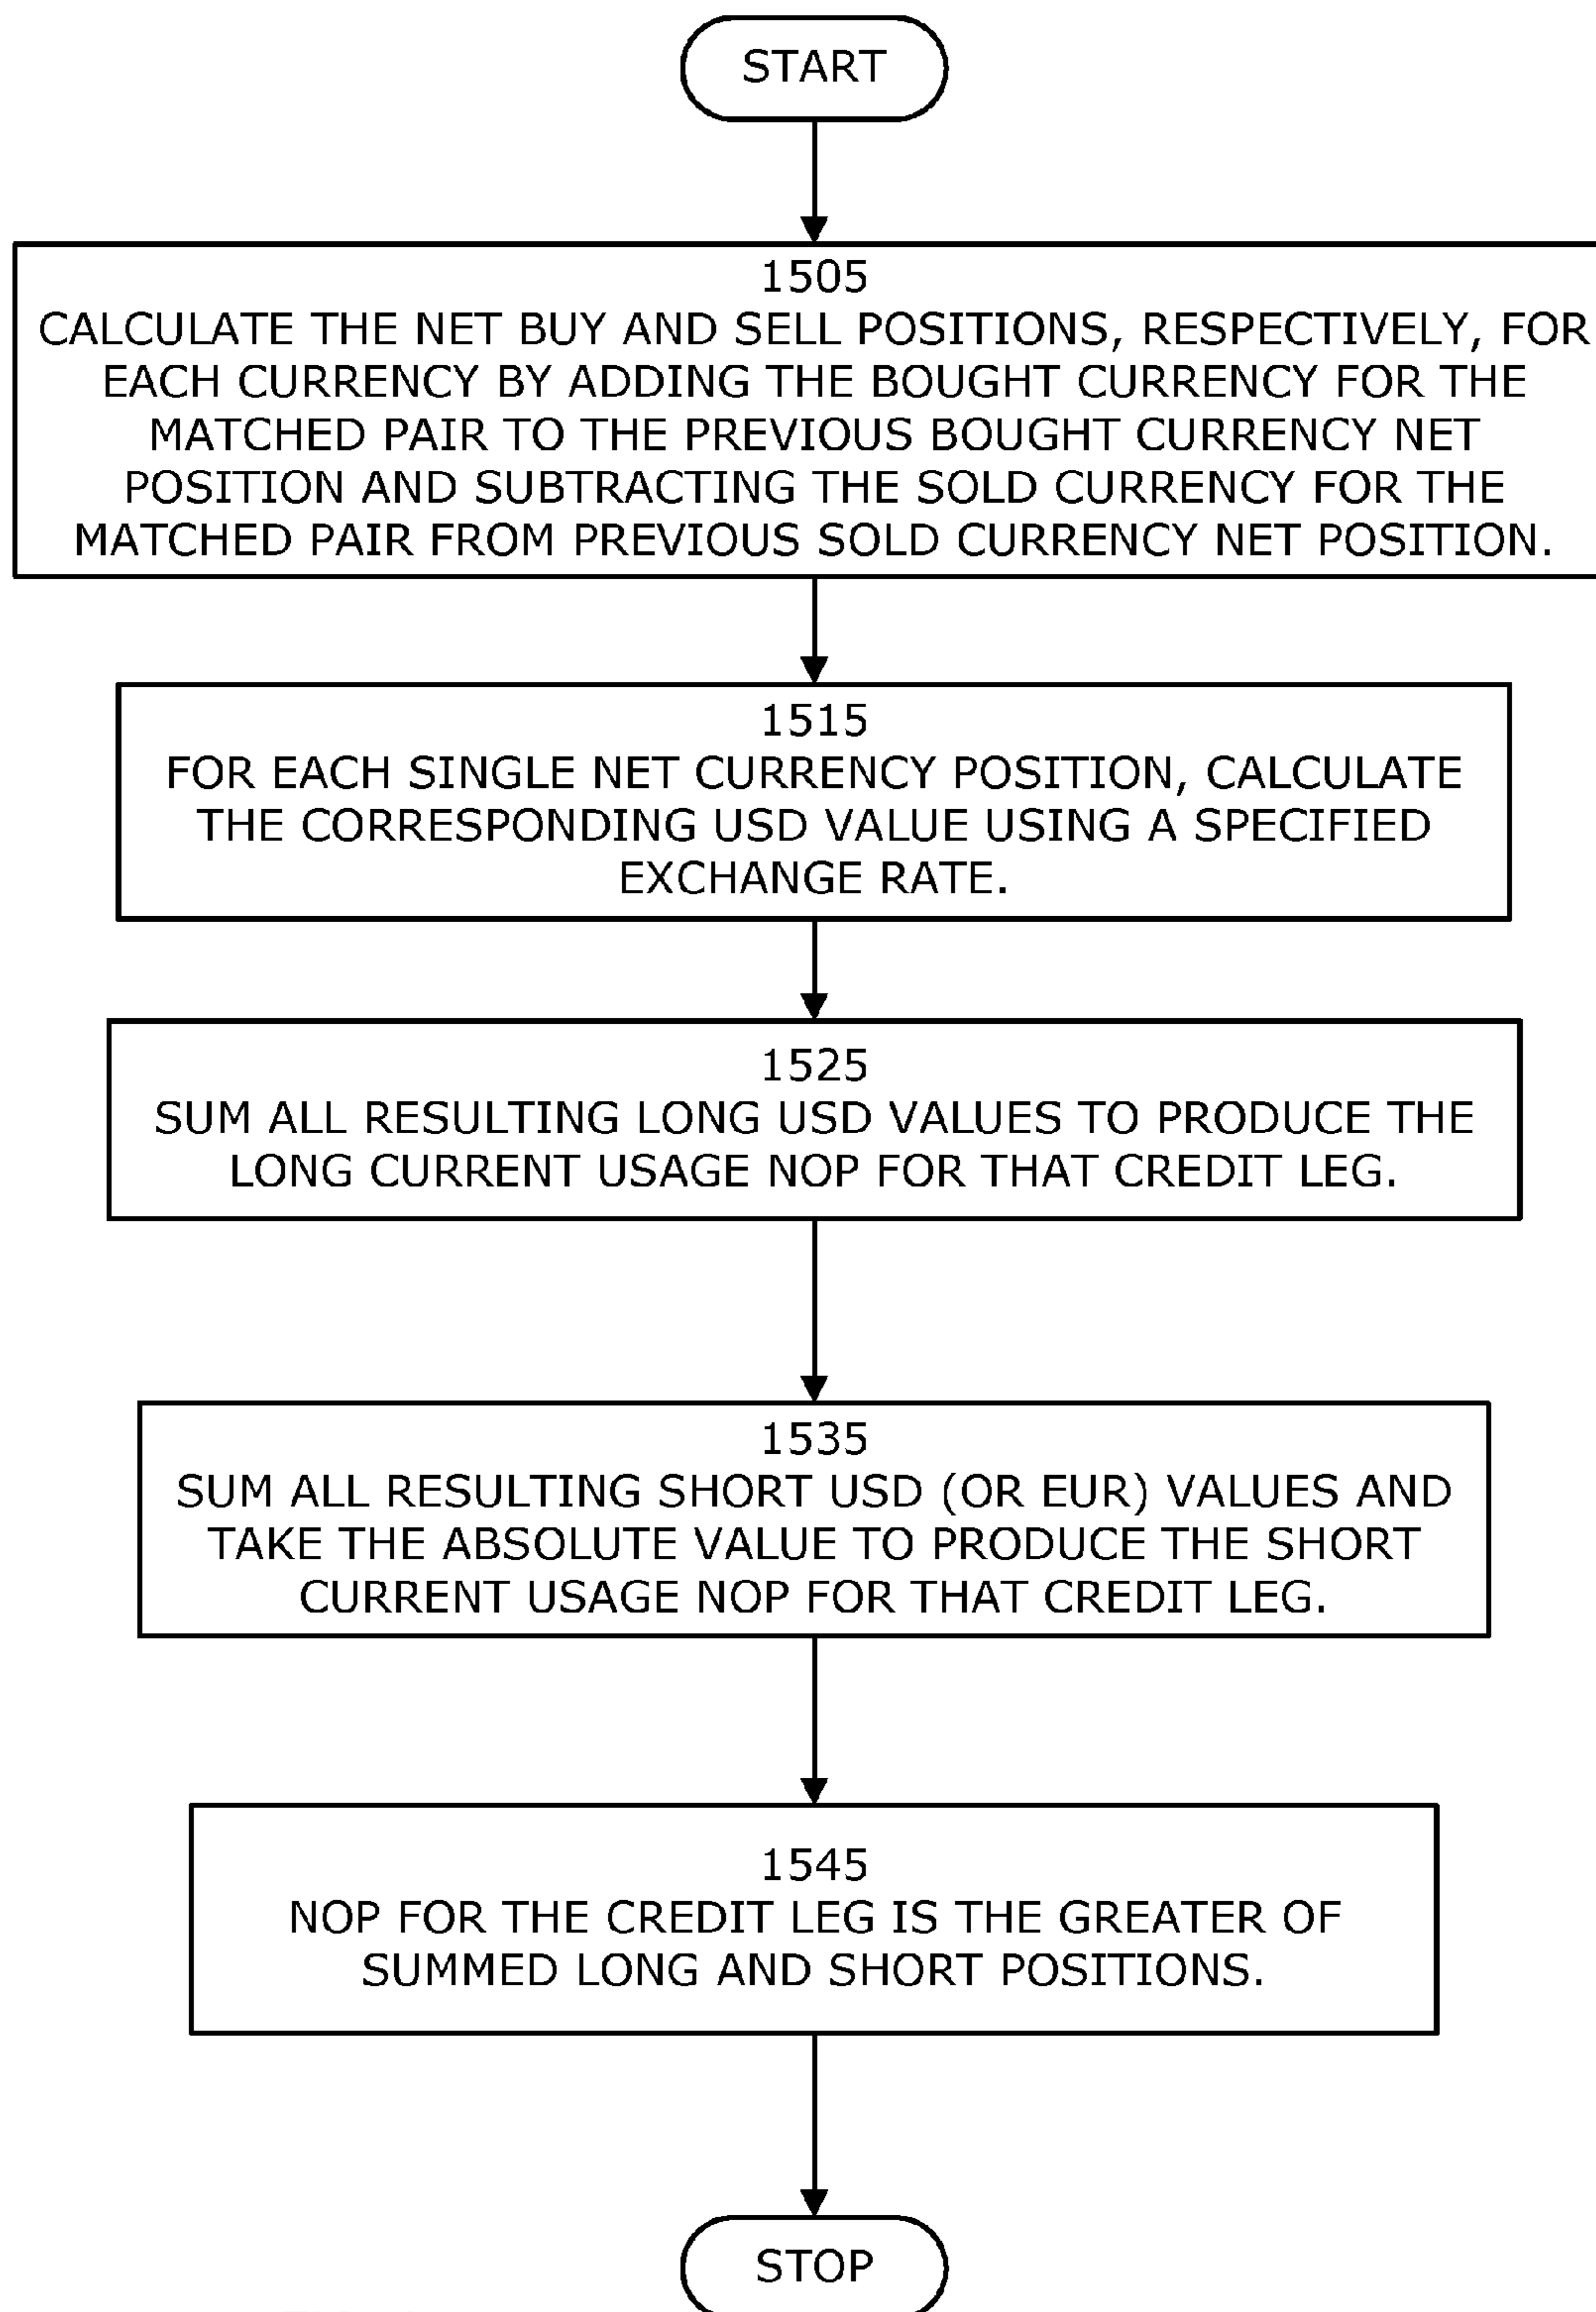 START
1505
CALCULATE THE NET BUY AND SELL POSITIONS, RESPECTIVELY, FOR
EACH CURRENCY BY ADDING THE BOUGHT CURRENCY FOR THE
MATCHED PAIR TO THE PREVIOUS BOUGHT CURRENCY NET
POSITION AND SUBTRACTING THE SOLD CURRENCY FOR THE
MATCHED PAIR FROM PREVIOUS SOLD CURRENCY NET POSITION.
1515
FOR EACH SINGLE NET CURRENCY POSITION, CALCULATE
THE CORRESPONDING USD VALUE USING A SPECIFIED
EXCHANGE RATE.
1525
SUM ALL RESULTING LONG USD VALUES TO PRODUCE THE
LONG CURRENT USAGE NOP FOR THAT CREDIT LEG.
1535
SUM ALL RESULTING SHORT USD (OR EUR) VALUES AND
TAKE THE ABSOLUTE VALUE TO PRODUCE THE SHORT
CURRENT USAGE NOP FOR THAT CREDIT LEG.
1545
NOP FOR THE CREDIT LEG IS THE GREATER OF
SUMMED LONG AND SHORT POSITIONS.
STOP